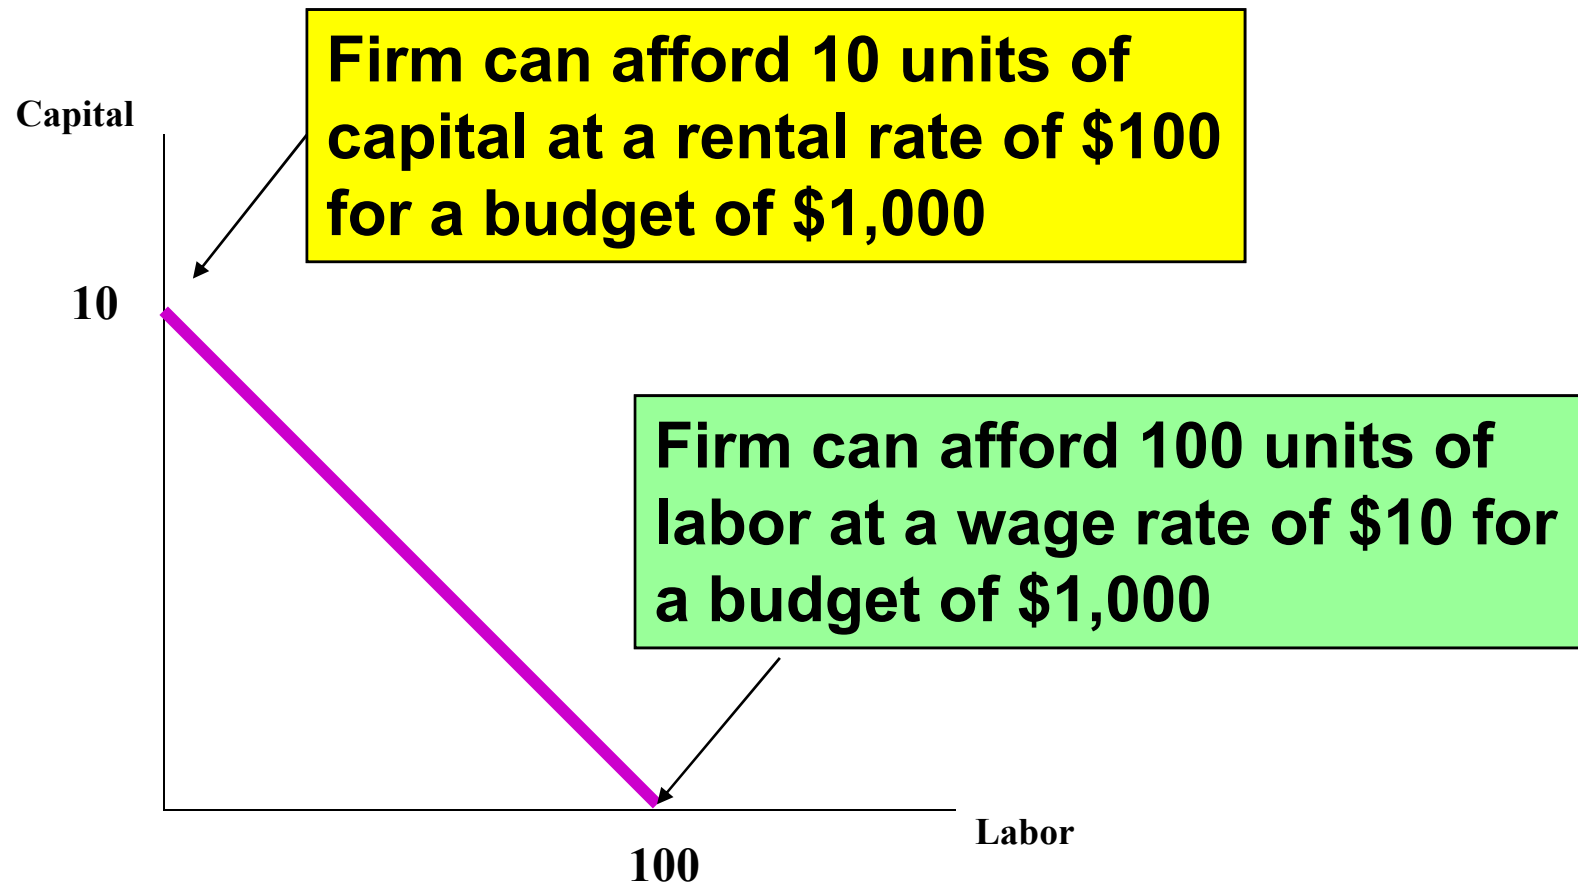 Firm can afford 10 units of
capital at a rental rate of $100
for a budget of $1,000
Capital
10
Firm can afford 100 units of
labor at a wage rate of $10 for
a budget of $1,000
Labor
100